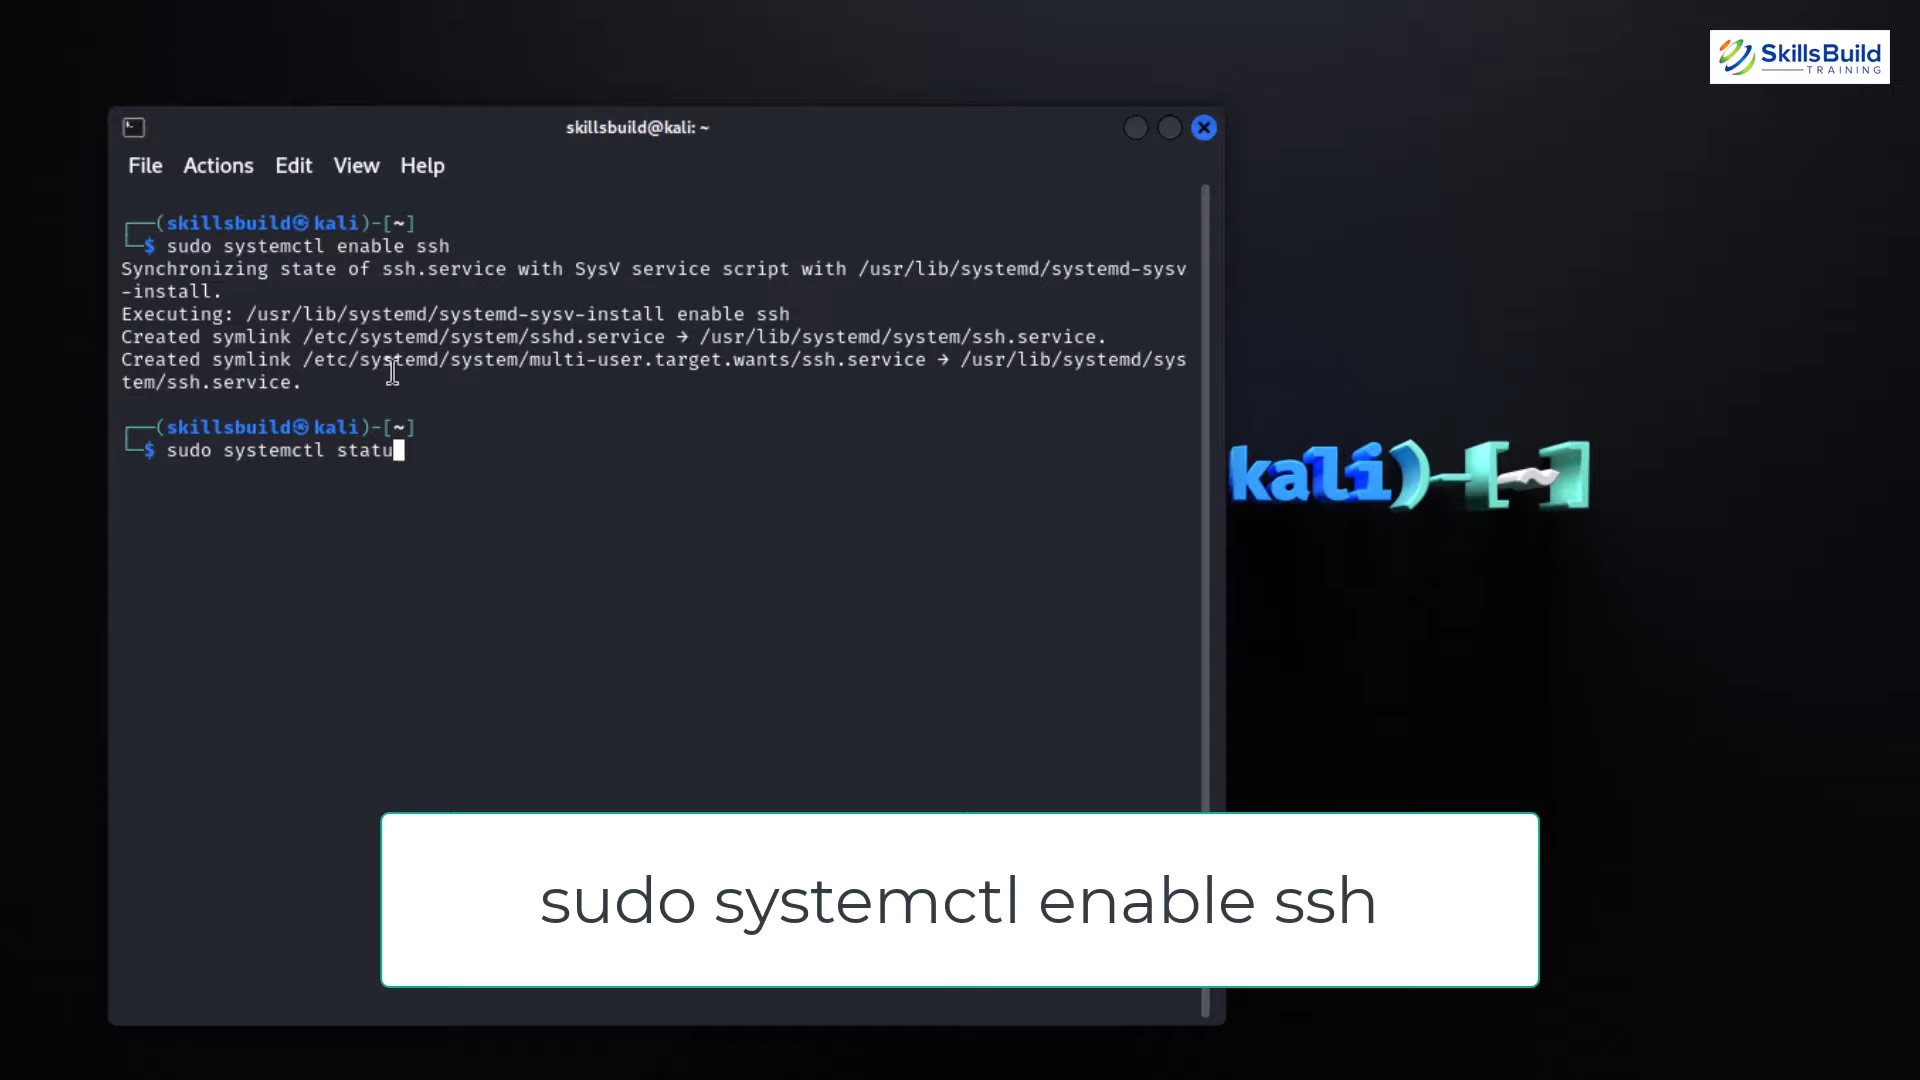 SkillsBuild
TRAINING
skillsbuild@kali: ~
File Actions Edit View Help
┌──(skillsbuild㉿kali)-[~]
└─$ sudo systemctl enable ssh
Synchronizing state of ssh.service with SysV service script with /usr/lib/systemd/systemd-sysv
-install.
Executing: /usr/lib/systemd/systemd-sysv-install enable ssh
Created symlink /etc/systemd/system/sshd.service → /usr/lib/systemd/system/ssh.service.
Created symlink /etc/systemd/system/multi-user.target.wants/ssh.service → /usr/lib/systemd/sys
tem/ssh.service.
┌──(skillsbuild㉿kali)-[~]
└─$ sudo systemctl statu
kali)-[~]
sudo systemctl enable ssh